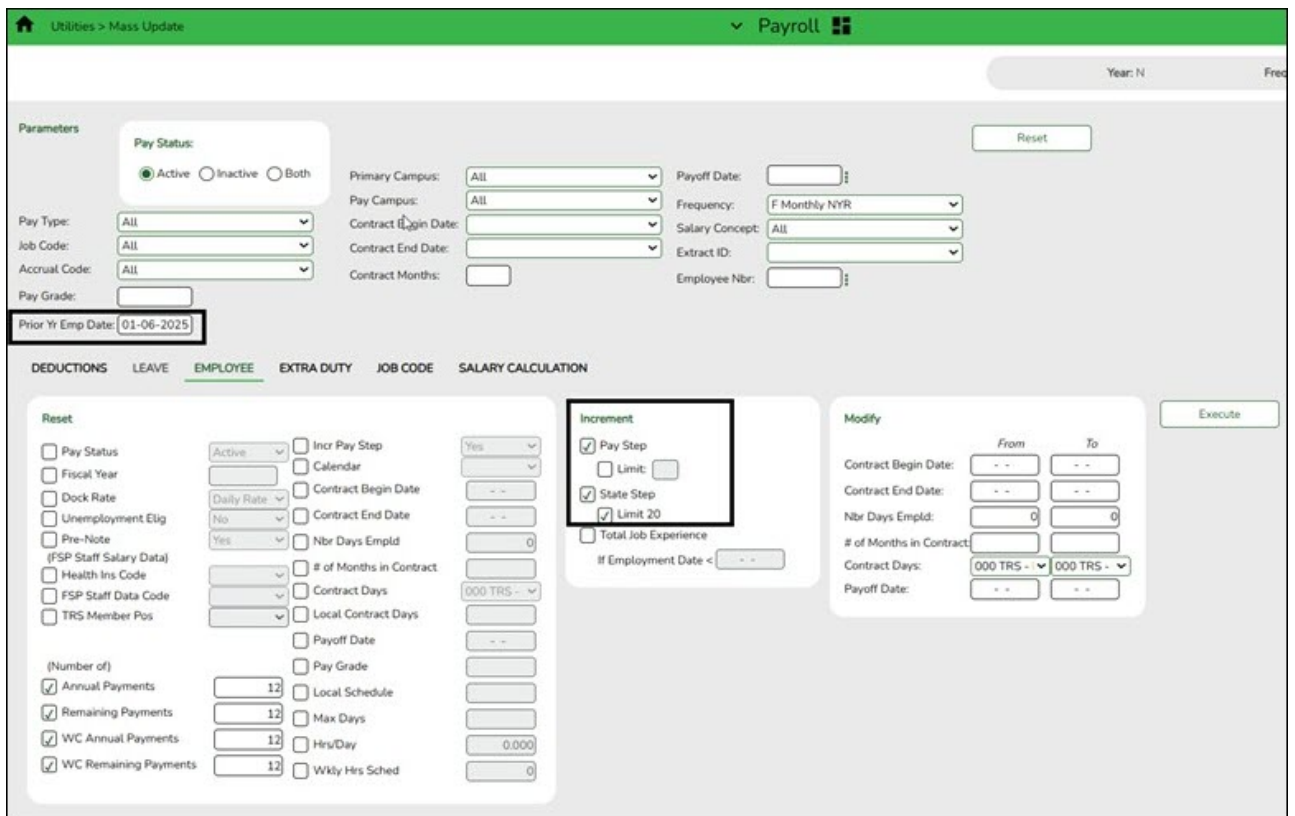 Utilities > Mass Update
Payroll
Year: N
Freq
Parameters
Pay Status:
Active Inactive Both
Reset
Primary Campus: All
Payoff Date:
Pay Campus: All
Frequency: F Monthly NYR
Pay Type: All
Contract Begin Date:
Salary Concept: All
Job Code: All
Contract End Date:
Extract ID:
Accrual Code: All
Contract Months:
Employee Nbr:
Pay Grade:
Prior Yr Emp Date: 01-06-2025
DEDUCTIONS LEAVE EMPLOYEE EXTRA DUTY JOB CODE SALARY CALCULATION
Reset
Pay Status Active
Fiscal Year
Dock Rate Daily Rate
Unemployment Elig No
Pre-Note Yes
(FSP Staff Salary Data)
Health Ins Code
FSP Staff Data Code
TRS Member Pos
(Number of)
Annual Payments 12
Remaining Payments 12
WC Annual Payments 12
WC Remaining Payments 12
Incr Pay Step Yes
Calendar
Contract Begin Date - -
Contract End Date - -
Nbr Days Empld 0
# of Months in Contract
Contract Days 000 TRS -
Local Contract Days
Payoff Date - -
Pay Grade
Local Schedule
Max Days
Hrs/Day 0.000
Wkly Hrs Sched 0
Increment
Pay Step
Limit:
State Step
Limit 20
Total Job Experience
If Employment Date < - -
Modify
From To
Contract Begin Date: - - - -
Contract End Date: - - - -
Nbr Days Empld: 0 0
# of Months in Contract:
Contract Days: 000 TRS - 000 TRS -
Payoff Date: - - - -
Execute